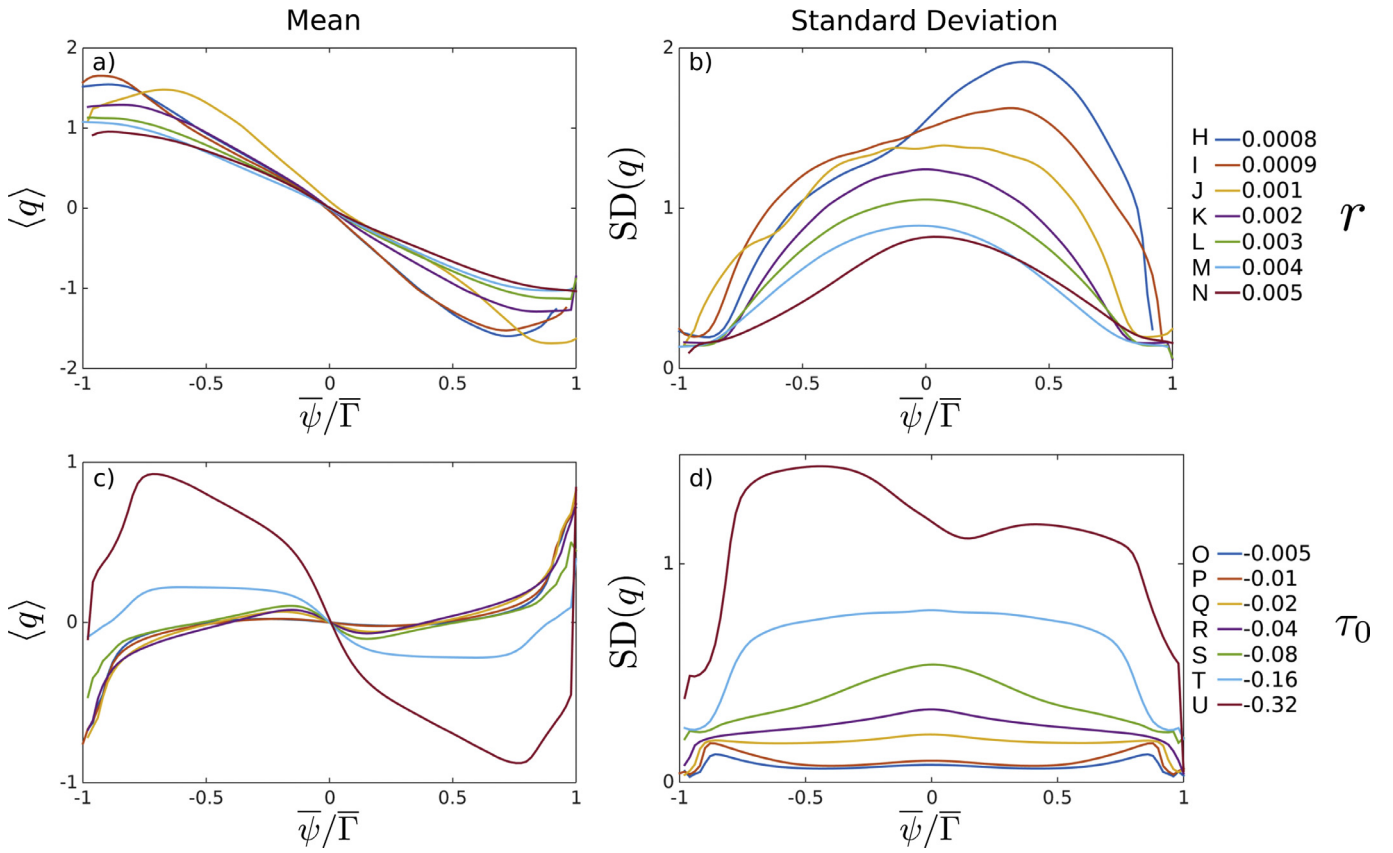 Mean
Standard Deviation
a)
2
1
0
-1
-2
-1
-0.5
0
0.5
1
⟨q⟩
ψ̅/Γ̅
b)
2
1
0
-1
-0.5
0
0.5
1
SD(q)
ψ̅/Γ̅
H 0.0008
I 0.0009
J 0.001
K 0.002
L 0.003
M 0.004
N 0.005
r
c)
1
0
-1
-1
-0.5
0
0.5
1
⟨q⟩
ψ̅/Γ̅
d)
1
0
-1
-0.5
0
0.5
1
SD(q)
ψ̅/Γ̅
O -0.005
P -0.01
Q -0.02
R -0.04
S -0.08
T -0.16
U -0.32
τ₀